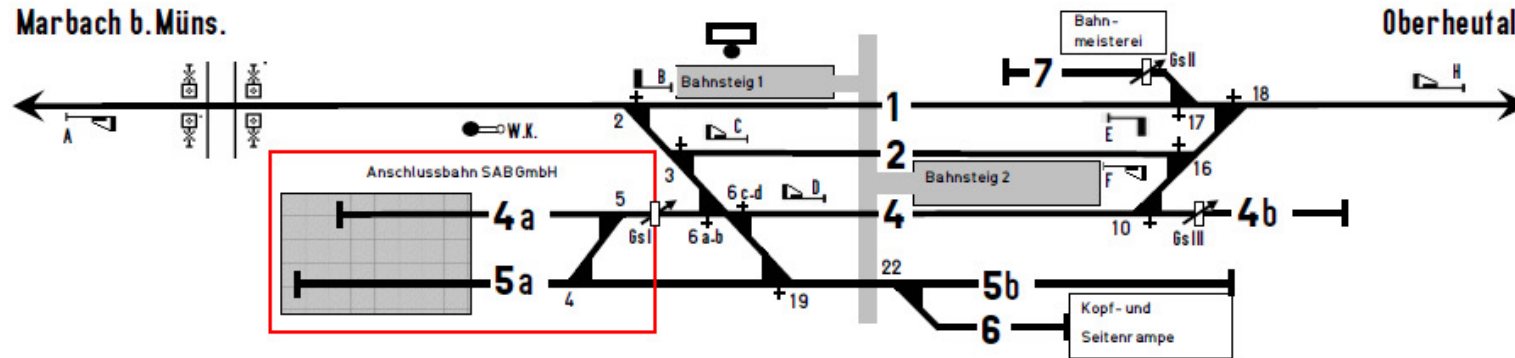 Marbach b.Müns.
Bahn-
meisterei
Oberheutal
GsII
7
H
B
Bahnsteig 1
1
18
A
2
W.K.
C
E
17
Anschlussbahn SABGmbH
3
2
Bahnsteig 2
F
16
5
6 c-d
D
4a
GsI
6 a-b
4
10
GsIII
4b
5a
4
19
22
5b
6
Kopf- und
Seitenrampe